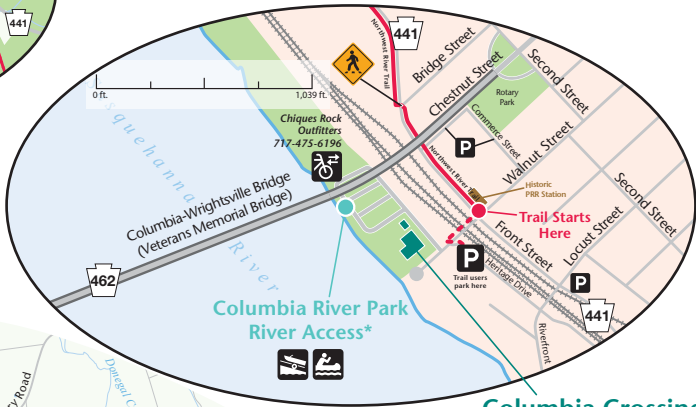 441
441
Northwest River Trail
Bridge Street
Chestnut Street
Second Street
Rotary
Park
0 ft.
1,039 ft.
Commerce Street
P
Chiques Rock
Outfitters
717-475-6196
Walnut Street
Northwest River
Historic
PRR Station
Second Street
squehanna
River
Columbia-Wrightsville Bridge
(Veterans Memorial Bridge)
Trail Starts
Here
Front Street
Locust Street
P
Trail users
park here
Heritage Drive
P
462
441
Columbia River Park
River Access*
Riverfront
Donegal C
ry Road
Columbia Crossing